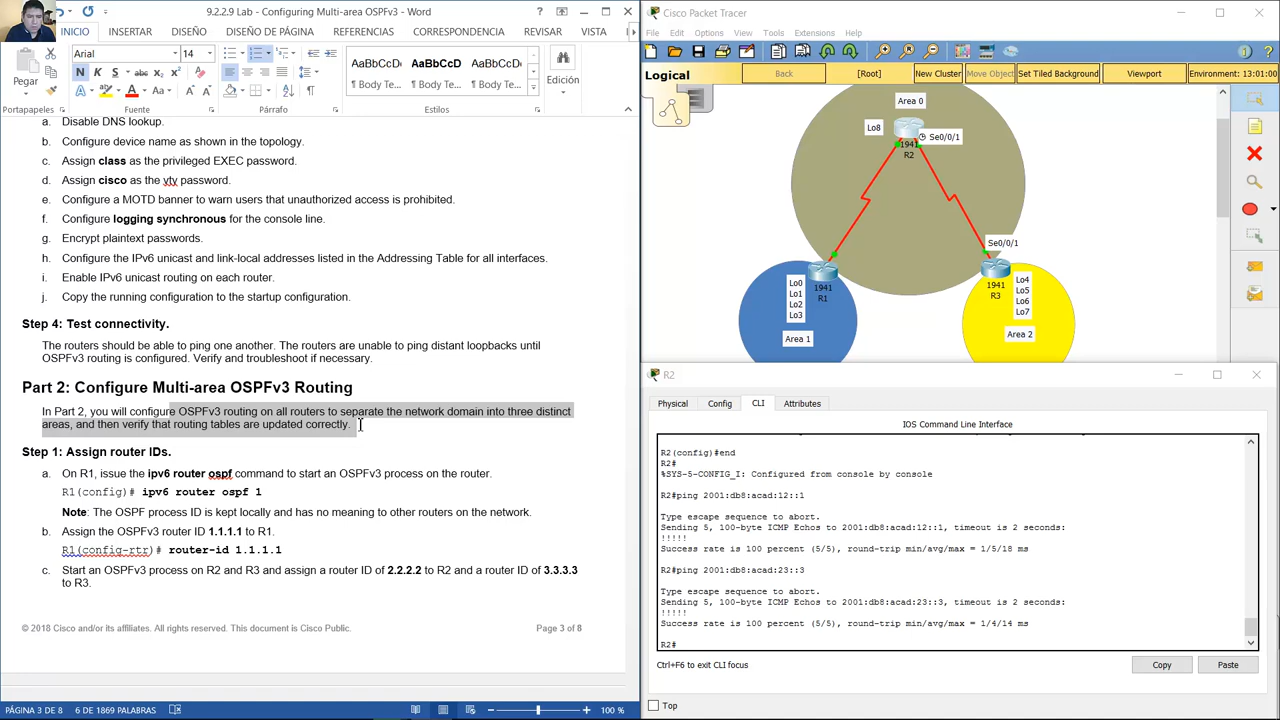 9.2.2.9 Lab - Configuring Multi-area OSPFv3 - Word
INICIO INSERTAR DISEÑO DISEÑO DE PÁGINA REFERENCIAS CORRESPONDENCIA REVISAR VISTA
Arial 14
N K S abc x₂ x²
Pegar
AaBbCcDc AaBbCcD AaBbCcDc
¶ Body Te... ¶ Body Te... ¶ Body Te...
Edición
Portapapeles Fuente Párrafo Estilos
a. Disable DNS lookup.
b. Configure device name as shown in the topology.
c. Assign class as the privileged EXEC password.
d. Assign cisco as the vty password.
e. Configure a MOTD banner to warn users that unauthorized access is prohibited.
f. Configure logging synchronous for the console line.
g. Encrypt plaintext passwords.
h. Configure the IPv6 unicast and link-local addresses listed in the Addressing Table for all interfaces.
i. Enable IPv6 unicast routing on each router.
j. Copy the running configuration to the startup configuration.
Step 4: Test connectivity.
The routers should be able to ping one another. The routers are unable to ping distant loopbacks until
OSPFv3 routing is configured. Verify and troubleshoot if necessary.
Part 2: Configure Multi-area OSPFv3 Routing
In Part 2, you will configure OSPFv3 routing on all routers to separate the network domain into three distinct
areas, and then verify that routing tables are updated correctly.
Step 1: Assign router IDs.
a. On R1, issue the ipv6 router ospf command to start an OSPFv3 process on the router.
R1(config)# ipv6 router ospf 1
Note: The OSPF process ID is kept locally and has no meaning to other routers on the network.
b. Assign the OSPFv3 router ID 1.1.1.1 to R1.
R1(config-rtr)# router-id 1.1.1.1
c. Start an OSPFv3 process on R2 and R3 and assign a router ID of 2.2.2.2 to R2 and a router ID of 3.3.3.3
to R3.
© 2018 Cisco and/or its affiliates. All rights reserved. This document is Cisco Public. Page 3 of 8
PÁGINA 3 DE 8 6 DE 1869 PALABRAS 100 %
Cisco Packet Tracer
File Edit Options View Tools Extensions Help
Logical Back [Root] New Cluster Move Object Set Tiled Background Viewport Environment: 13:01:00
Area 0
Lo8
Se0/0/1
1941
R2
Se0/0/1
1941
R1
Lo0
Lo1
Lo2
Lo3
Area 1
1941
R3
Lo4
Lo5
Lo6
Lo7
Area 2
R2
Physical Config CLI Attributes
IOS Command Line Interface
R2(config)#end
R2#
%SYS-5-CONFIG_I: Configured from console by console
R2#ping 2001:db8:acad:12::1
Type escape sequence to abort.
Sending 5, 100-byte ICMP Echos to 2001:db8:acad:12::1, timeout is 2 seconds:
!!!!!
Success rate is 100 percent (5/5), round-trip min/avg/max = 1/5/18 ms
R2#ping 2001:db8:acad:23::3
Type escape sequence to abort.
Sending 5, 100-byte ICMP Echos to 2001:db8:acad:23::3, timeout is 2 seconds:
!!!!!
Success rate is 100 percent (5/5), round-trip min/avg/max = 1/4/14 ms
R2#
Ctrl+F6 to exit CLI focus Copy Paste
Top